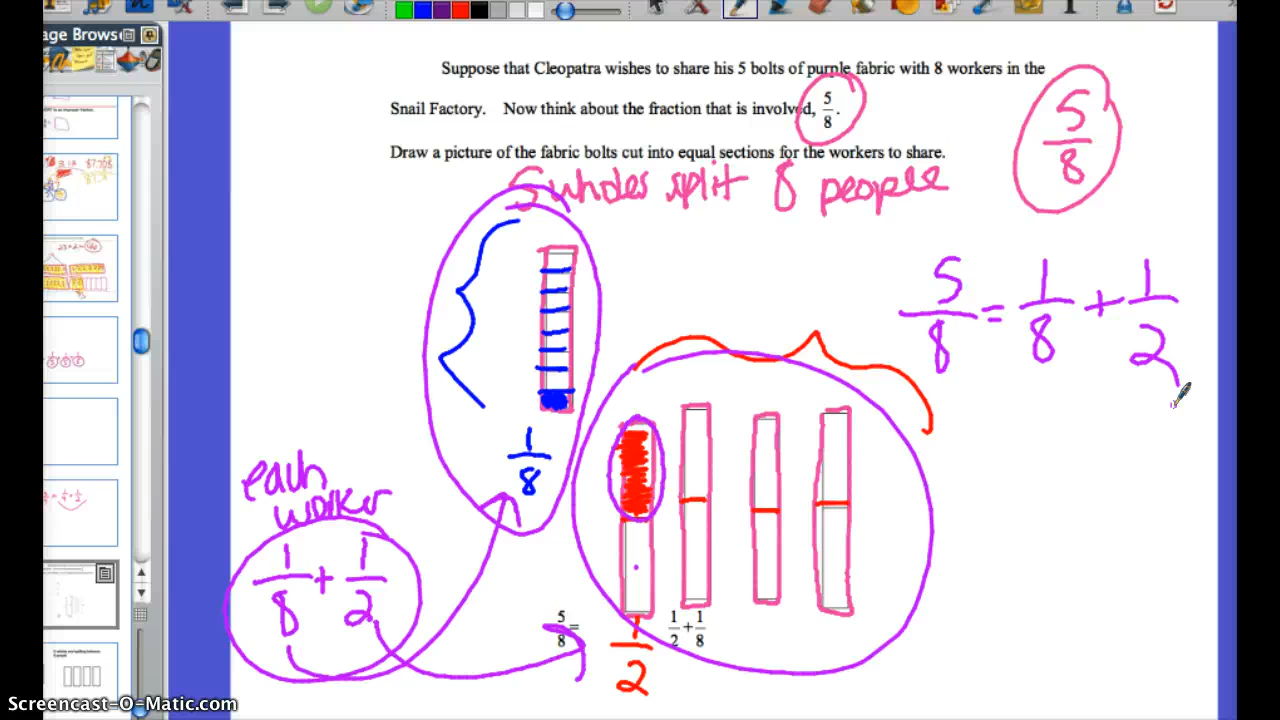 age Browse
Suppose that Cleopatra wishes to share his 5 bolts of purple fabric with 8 workers in the
Snail Factory. Now think about the fraction that is involved, 5/8.
Draw a picture of the fabric bolts cut into equal sections for the workers to share.
5 wholes split 8 people
5/8
5/8 = 1/8 + 1/2
1/8
each
worker
1/8 + 1/2
5/8 = 1/2 + 1/8
1/2
Screencast-O-Matic.com